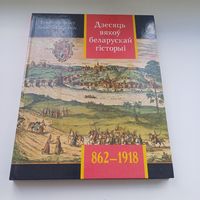 Дзесяць
вякоў
беларускай
гісторыі
862–1918